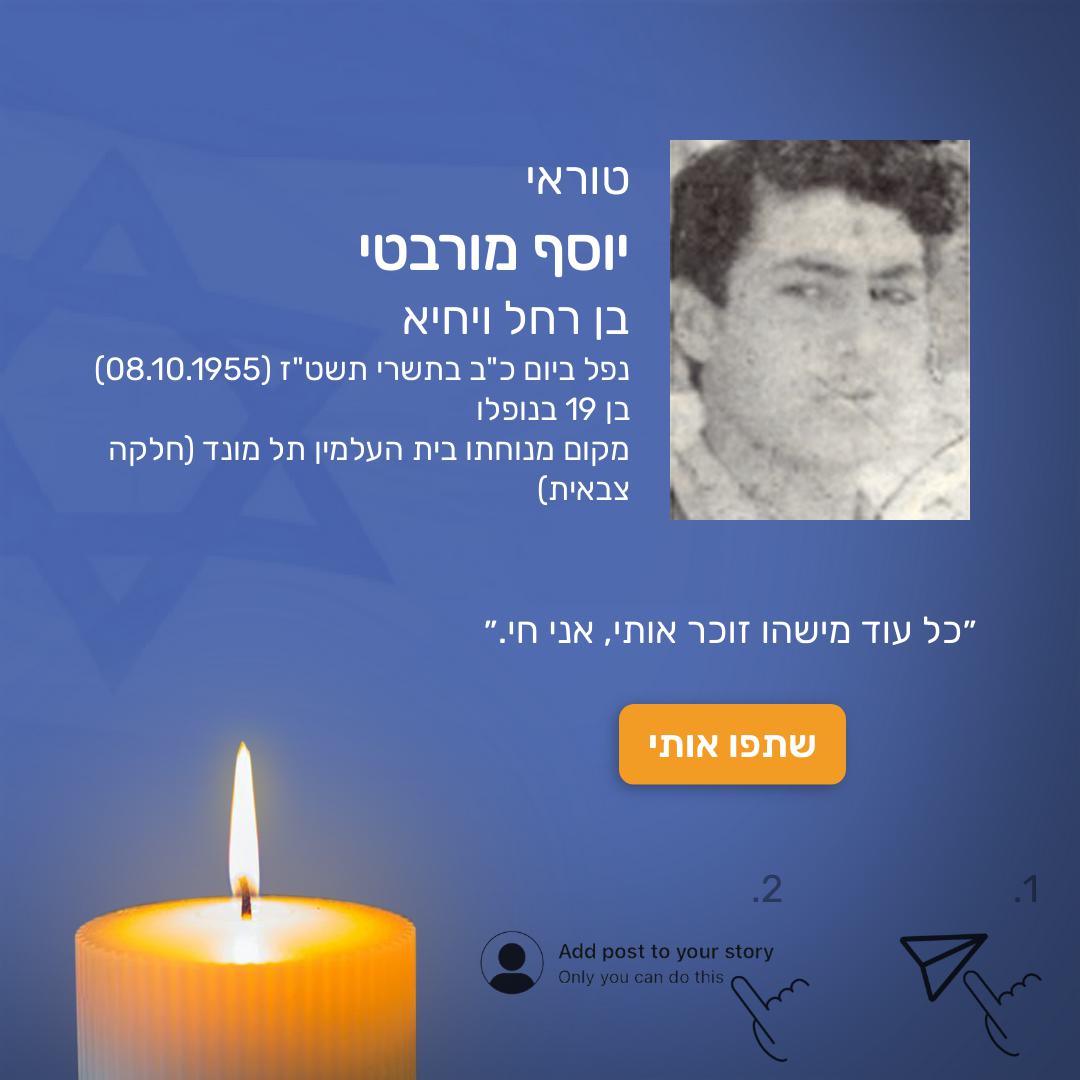 טוראי
יוסף מורבטי
בן רחל ויחיא
נפל ביום כ"ב בתשרי תשט"ז (08.10.1955)
בן 19 בנופלו
מקום מנוחתו בית העלמין תל מונד (חלקה
צבאית)
״כל עוד מישהו זוכר אותי, אני חי.״
שתפו אותי
1.
2.
Add post to your story
Only you can do this